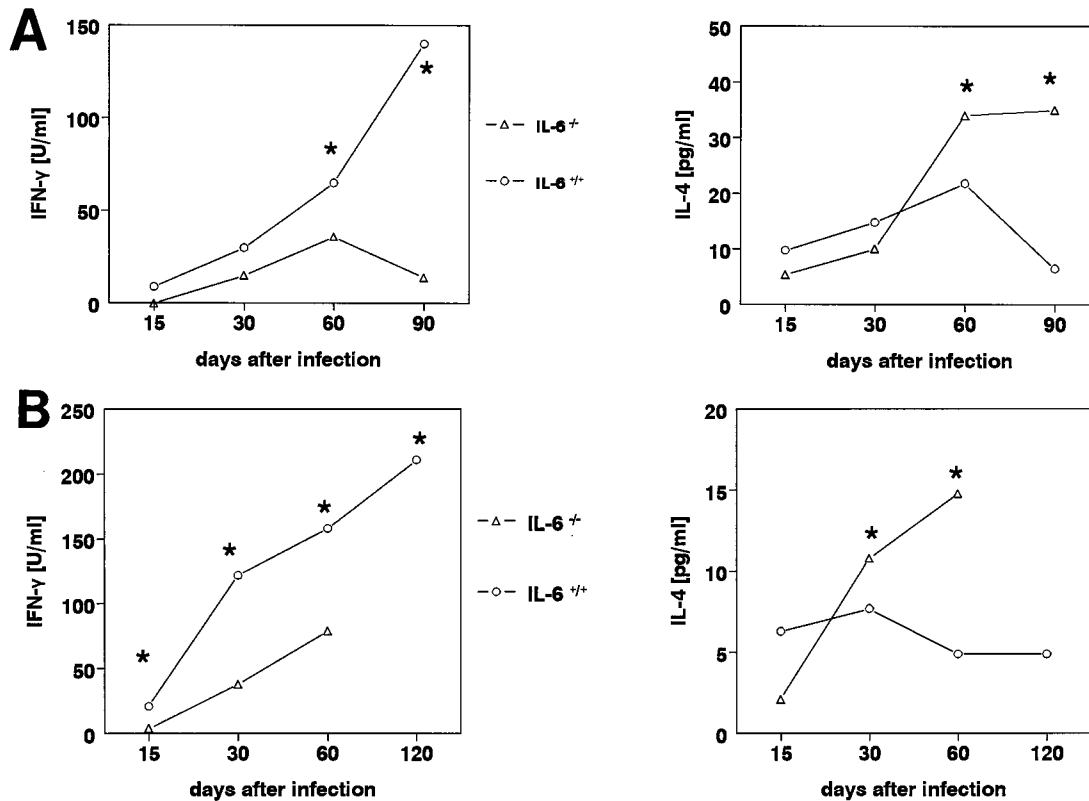 A
IFN-γ [U/ml]
150
100
50
0
15 30 60 90
days after infection
* *
IL-6 -/-
IL-6 +/+
IL-4 [pg/ml]
50
40
30
20
10
0
15 30 60 90
days after infection
* *
B
IFN-γ [U/ml]
250
200
150
100
50
0
15 30 60 120
days after infection
* * * *
IL-6 -/-
IL-6 +/+
IL-4 [pg/ml]
20
15
10
5
0
15 30 60 120
days after infection
* *